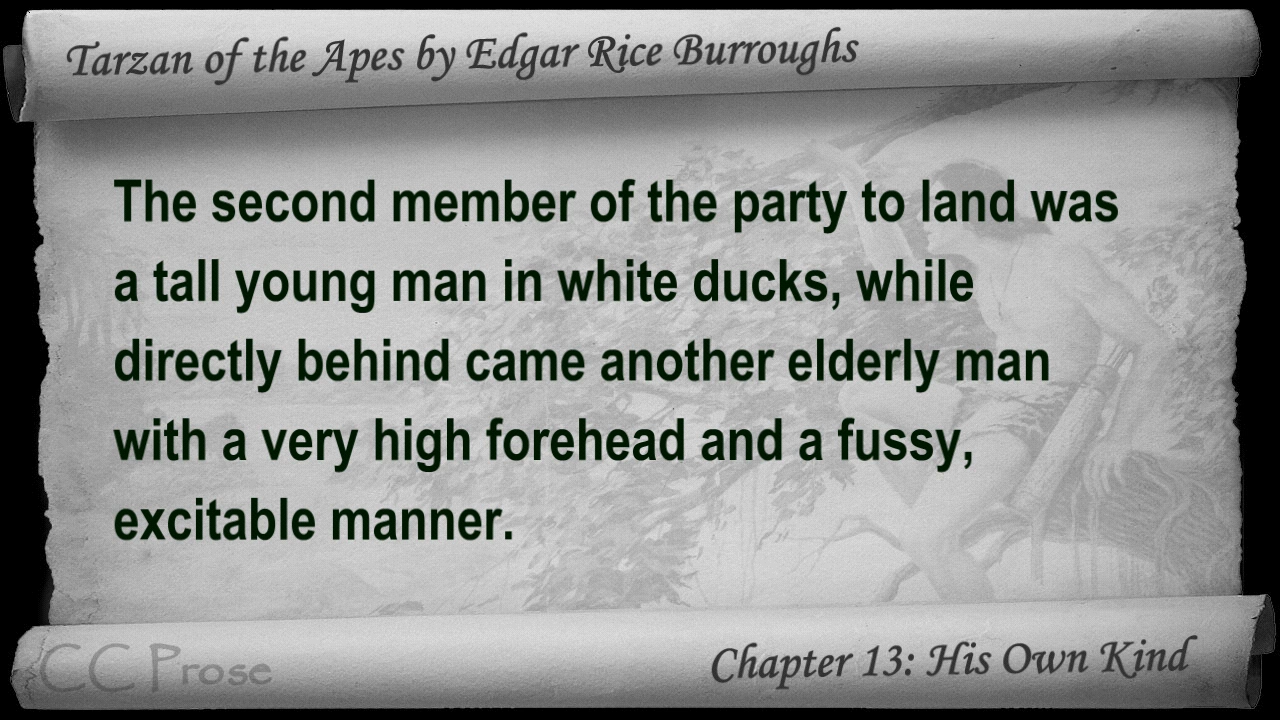 Tarzan of the Apes by Edgar Rice Burroughs
The second member of the party to land was
a tall young man in white ducks, while
directly behind came another elderly man
with a very high forehead and a fussy,
excitable manner.
CC Prose
Chapter 13: His Own Kind